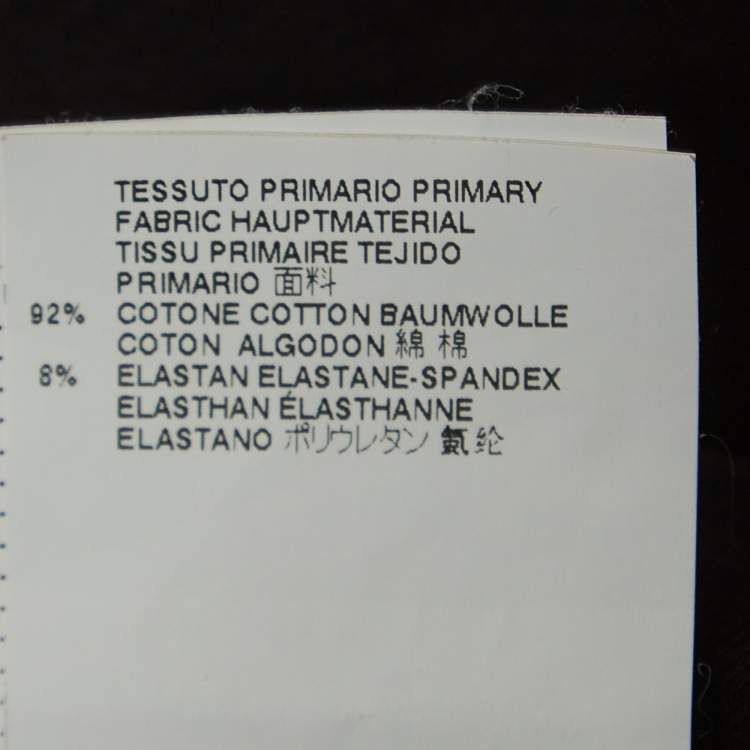 TESSUTO PRIMARIO PRIMARY
FABRIC HAUPTMATERIAL
TISSU PRIMAIRE TEJIDO
PRIMARIO 面料
92% COTONE COTTON BAUMWOLLE
COTON ALGODON 綿 棉
8% ELASTAN ELASTANE-SPANDEX
ELASTHAN ÉLASTHANNE
ELASTANO ポリウレタン 氨纶